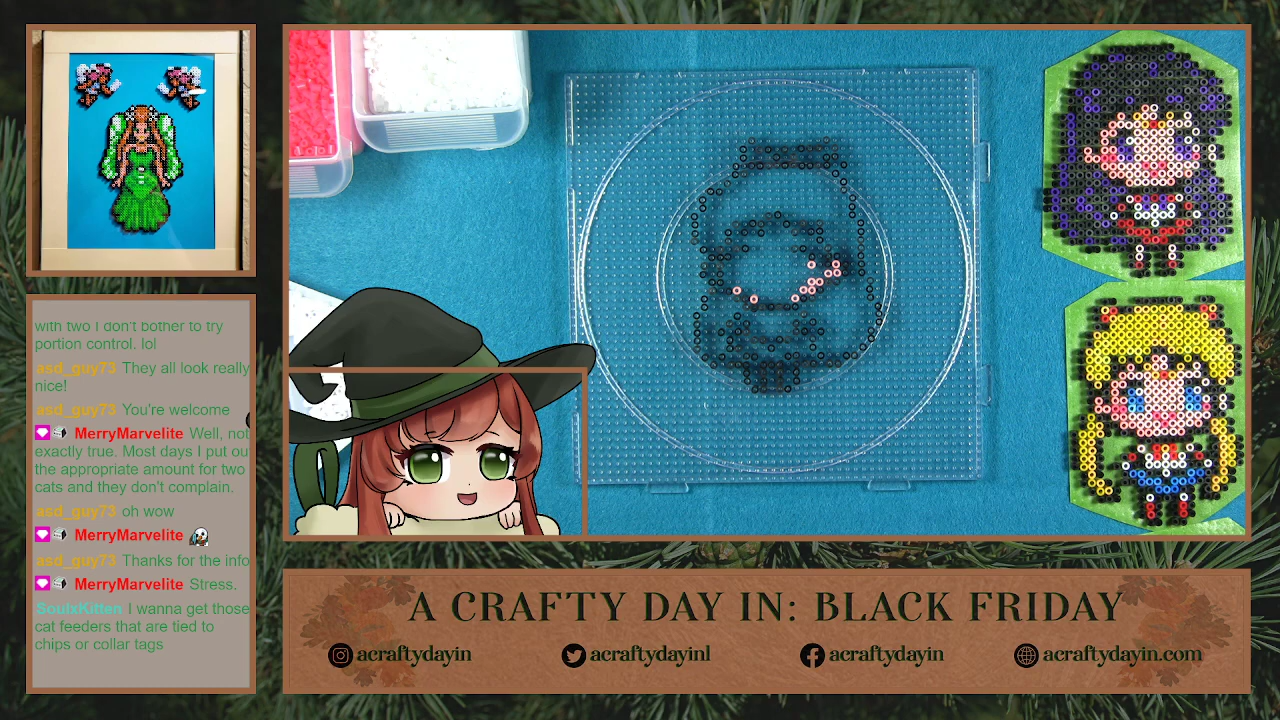 with two I don't bother to try
portion control. lol
asd_guy73 They all look really
nice!
asd_guy73 You're welcome
MerryMarvelite Well, not
exactly true. Most days I put ou
the appropriate amount for two
cats and they don't complain.
asd_guy73 oh wow
MerryMarvelite
asd_guy73 Thanks for the info
MerryMarvelite Stress.
SoulxKitten I wanna get those
cat feeders that are tied to
chips or collar tags
A CRAFTY DAY IN: BLACK FRIDAY
acraftydayin
acraftydayinl
acraftydayin
acraftydayin.com